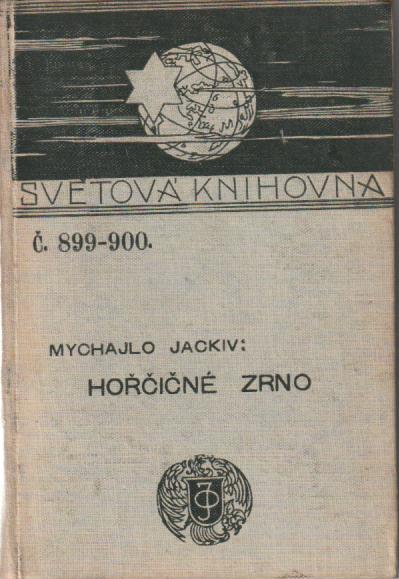 SVĚTOVÁ KNIHOVNA
Č. 899-900.
MYCHAJLO JACKIV:
HOŘČIČNÉ ZRNO